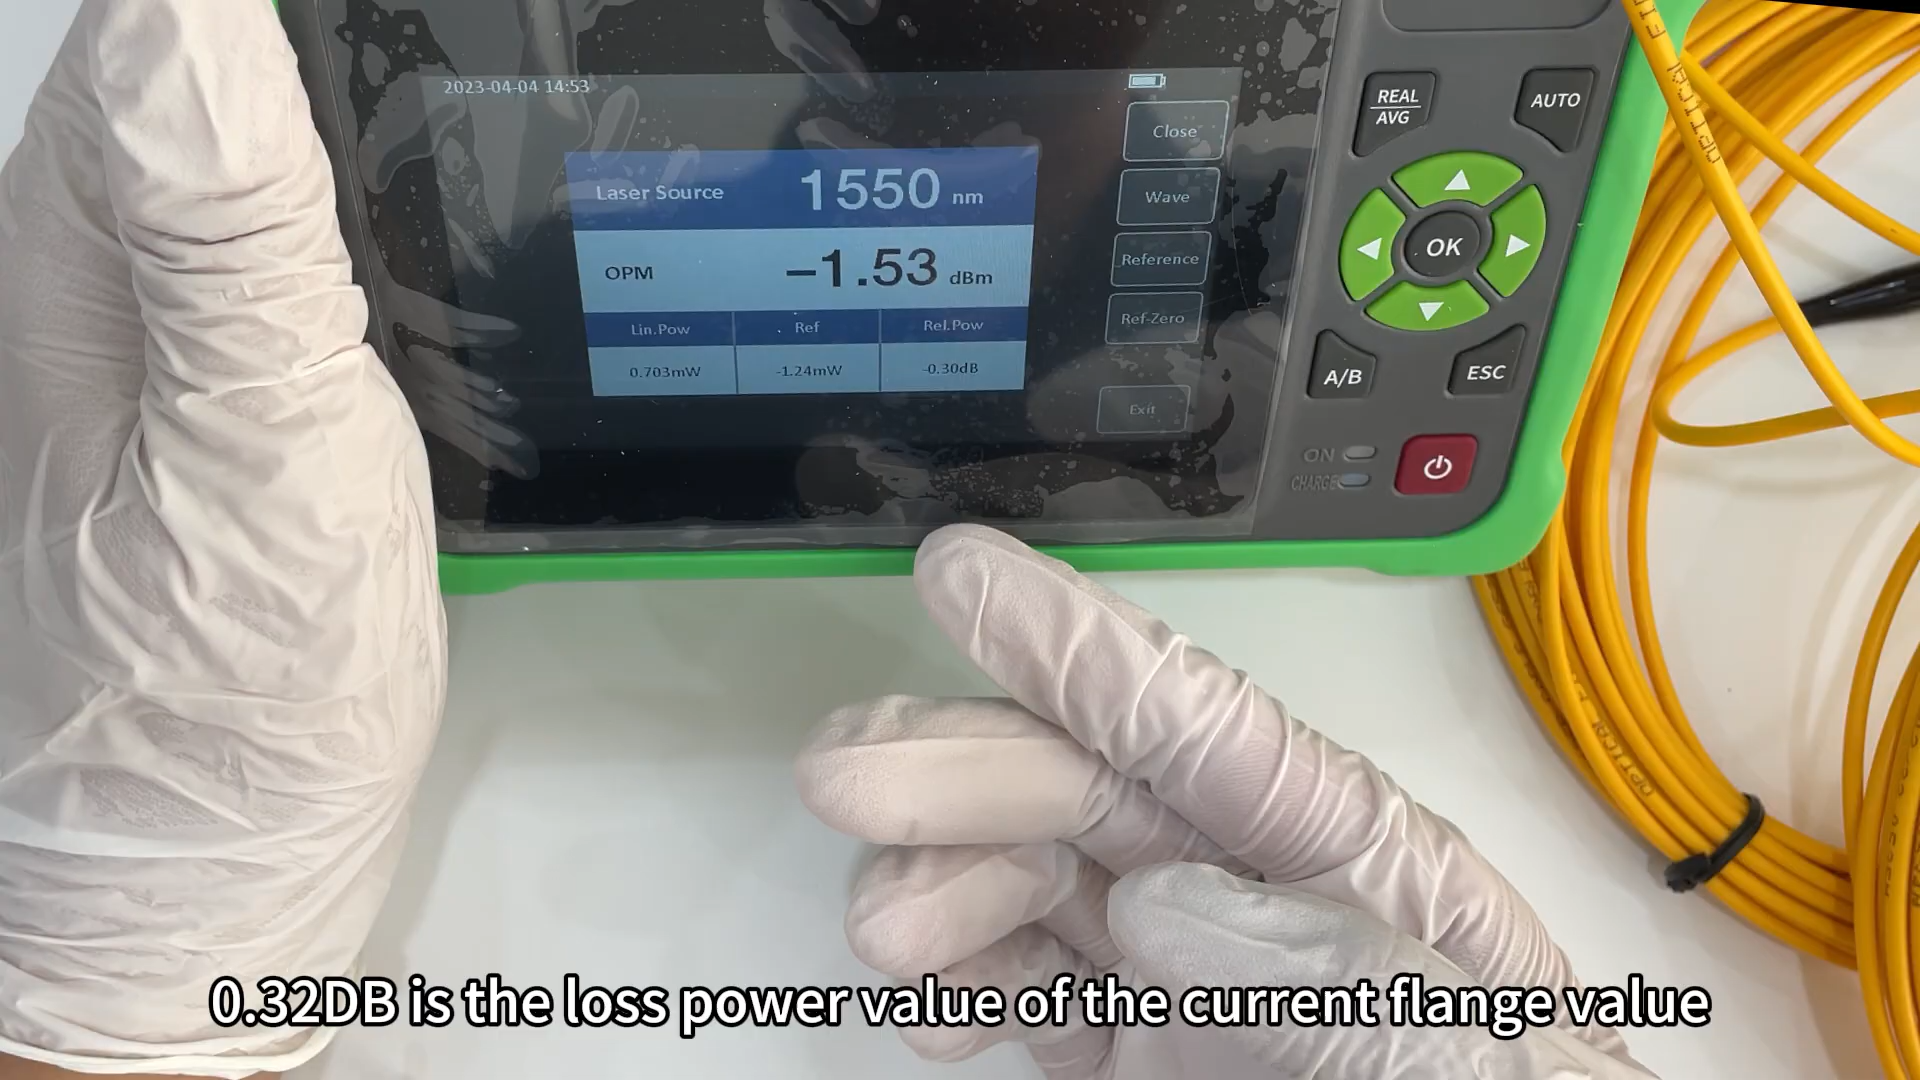 2023-04-04 14:53
Close
Laser Source 1550 nm
Wave
OPM -1.53 dBm
Reference
Lin.Pow Ref Rel.Pow
Ref-Zero
0.703mW -1.24mW -0.30dB
Exit
REAL
AVG
AUTO
OK
A/B
ESC
ON
CHARGE
OPTICAL
0.32DB is the loss power value of the current flange value